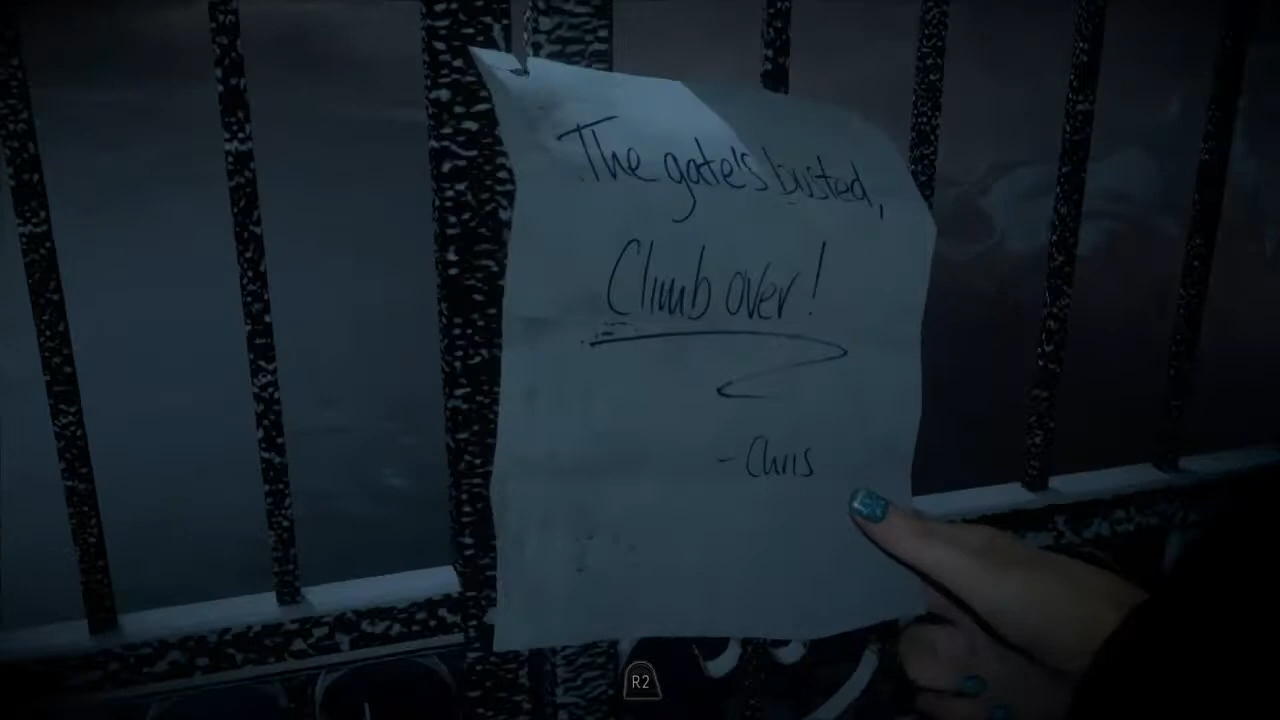 The gate's busted,
Climb over!
- Chris
R2